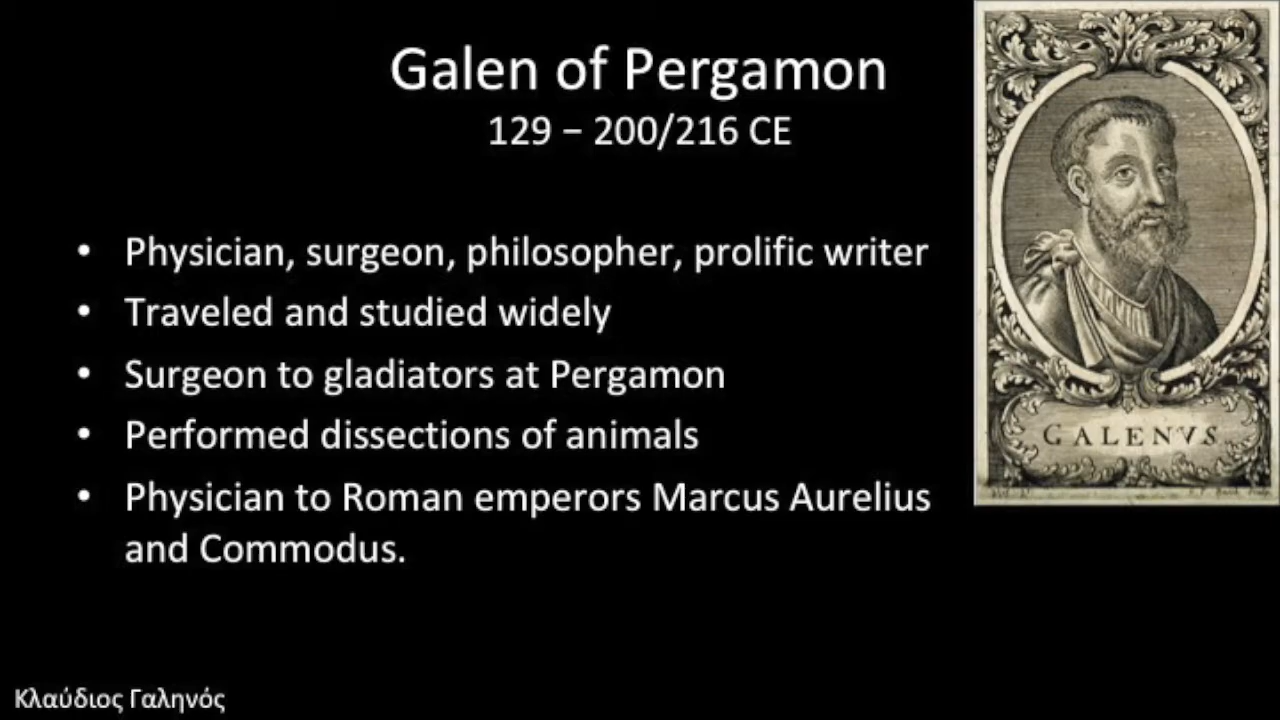 Galen of Pergamon
129 – 200/216 CE
• Physician, surgeon, philosopher, prolific writer
• Traveled and studied widely
• Surgeon to gladiators at Pergamon
• Performed dissections of animals
• Physician to Roman emperors Marcus Aurelius
and Commodus.
GALENVS
Κλαύδιος Γαληνός